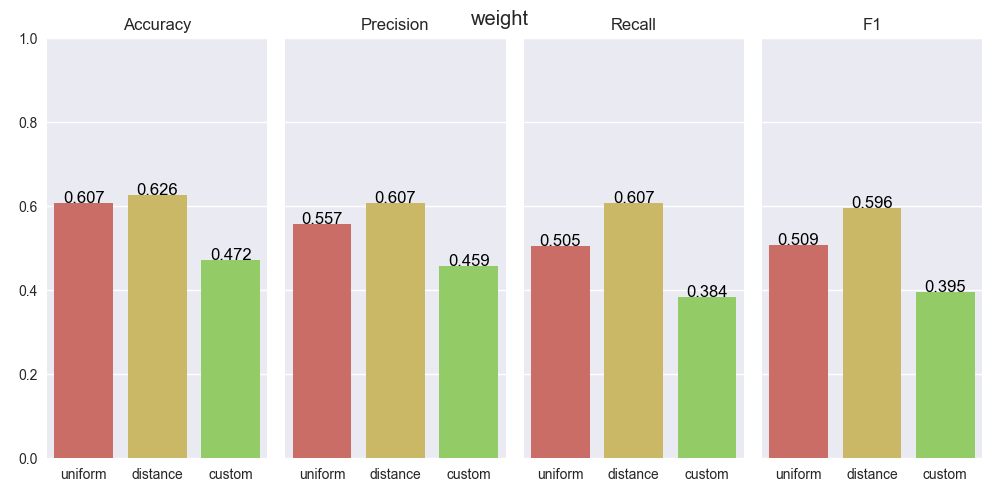 weight
Accuracy Precision Recall F1
1.0
0.8
0.6
0.4
0.2
0.0
0.607 0.626 0.472
0.557 0.607 0.459
0.505 0.607 0.384
0.509 0.596 0.395
uniform distance custom uniform distance custom uniform distance custom uniform distance custom